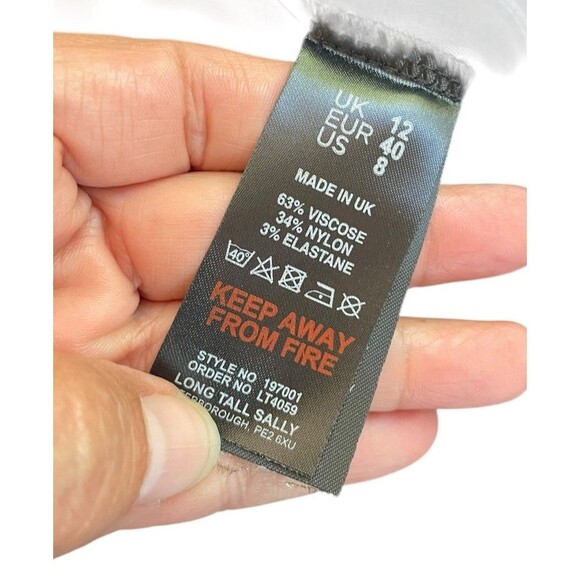 UK 12
EUR 40
US 8
MADE IN UK
63% VISCOSE
34% NYLON
3% ELASTANE
40°
KEEP AWAY
FROM FIRE
STYLE NO 197001
ORDER NO LT4059
LONG TALL SALLY
ERBOROUGH, PE2 6XU